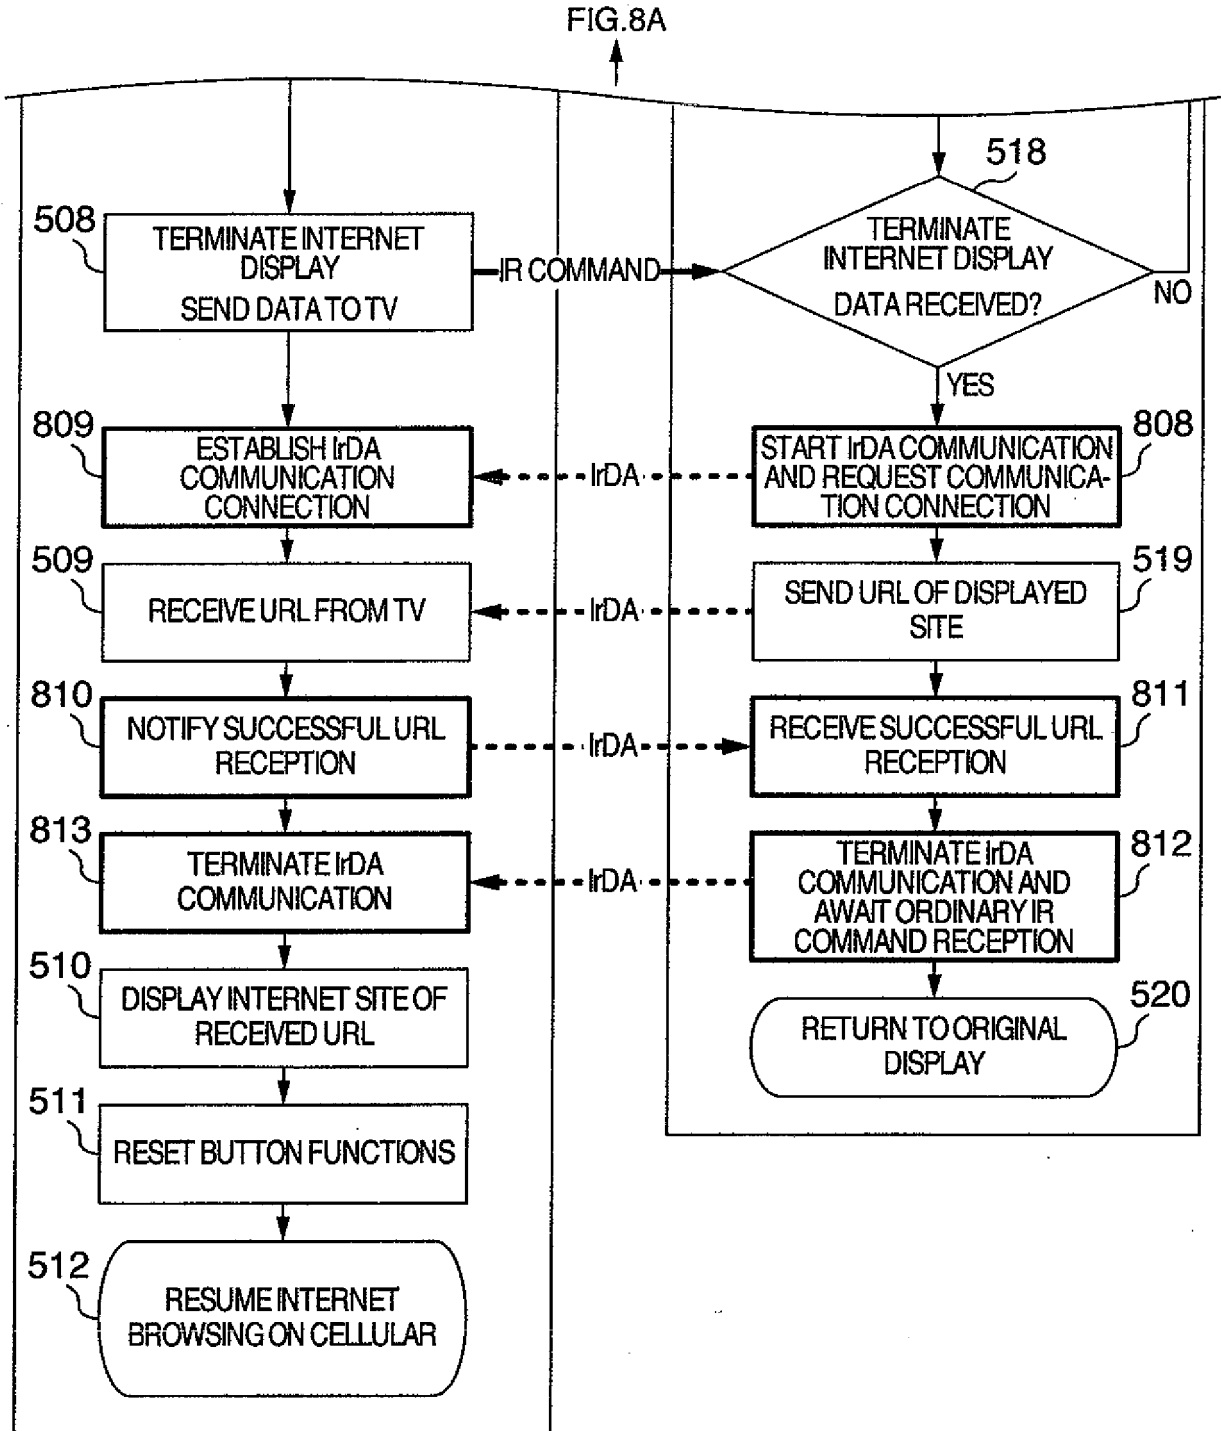 FIG.8A
518
508
TERMINATE INTERNET
DISPLAY
SEND DATA TO TV
IR COMMAND
TERMINATE
INTERNET DISPLAY
DATA RECEIVED?
NO
YES
809
ESTABLISH IrDA
COMMUNICATION
CONNECTION
IrDA
808
START IrDA COMMUNICATION
AND REQUEST COMMUNICA-
TION CONNECTION
509
RECEIVE URL FROM TV
IrDA
519
SEND URL OF DISPLAYED
SITE
810
NOTIFY SUCCESSFUL URL
RECEPTION
IrDA
811
RECEIVE SUCCESSFUL URL
RECEPTION
813
TERMINATE IrDA
COMMUNICATION
IrDA
812
TERMINATE IrDA
COMMUNICATION AND
AWAIT ORDINARY IR
COMMAND RECEPTION
510
DISPLAY INTERNET SITE OF
RECEIVED URL
520
RETURN TO ORIGINAL
DISPLAY
511
RESET BUTTON FUNCTIONS
512
RESUME INTERNET
BROWSING ON CELLULAR